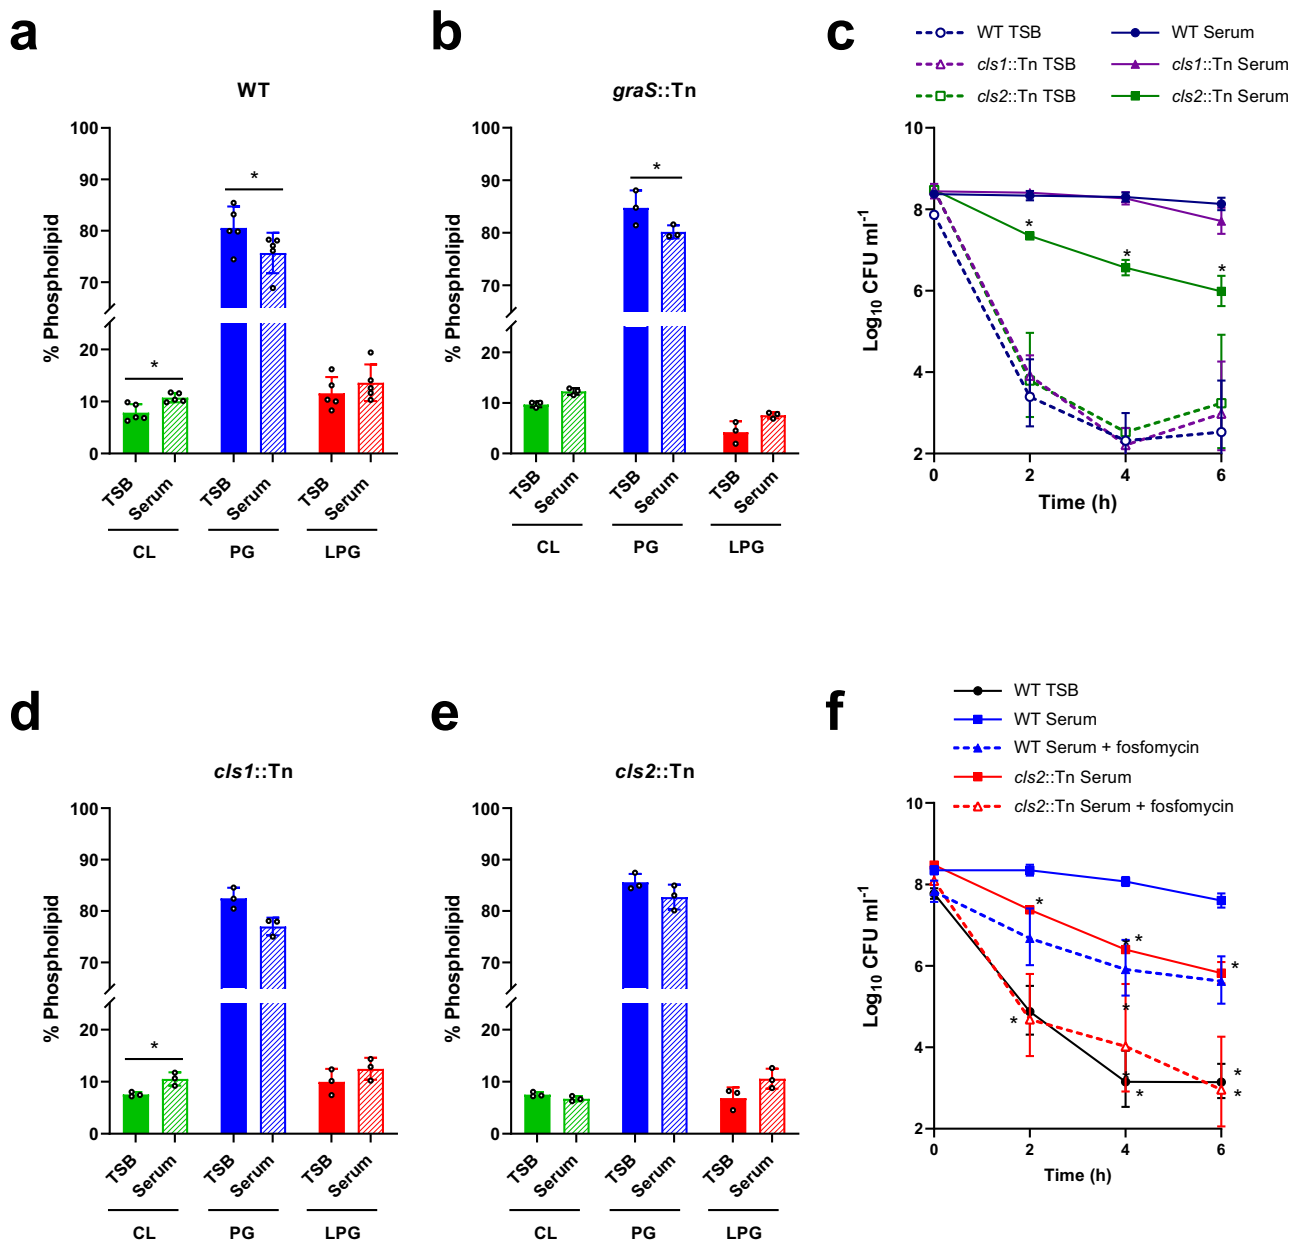 a
WT
% Phospholipid
100
90
80
70
20
10
0
*
*
TSB
Serum
TSB
Serum
TSB
Serum
CL
PG
LPG
b
graS::Tn
% Phospholipid
100
90
80
70
20
10
0
*
TSB
Serum
TSB
Serum
TSB
Serum
CL
PG
LPG
c
WT TSB
WT Serum
cls1::Tn TSB
cls1::Tn Serum
cls2::Tn TSB
cls2::Tn Serum
Log10 CFU ml-1
10
8
6
4
2
*
*
*
0
2
4
6
Time (h)
d
cls1::Tn
% Phospholipid
100
90
80
70
20
10
0
*
TSB
Serum
TSB
Serum
TSB
Serum
CL
PG
LPG
e
cls2::Tn
% Phospholipid
100
90
80
70
20
10
0
TSB
Serum
TSB
Serum
TSB
Serum
CL
PG
LPG
f
WT TSB
WT Serum
WT Serum + fosfomycin
cls2::Tn Serum
cls2::Tn Serum + fosfomycin
Log10 CFU ml-1
10
8
6
4
2
*
*
*
*
*
*
*
*
0
2
4
6
Time (h)